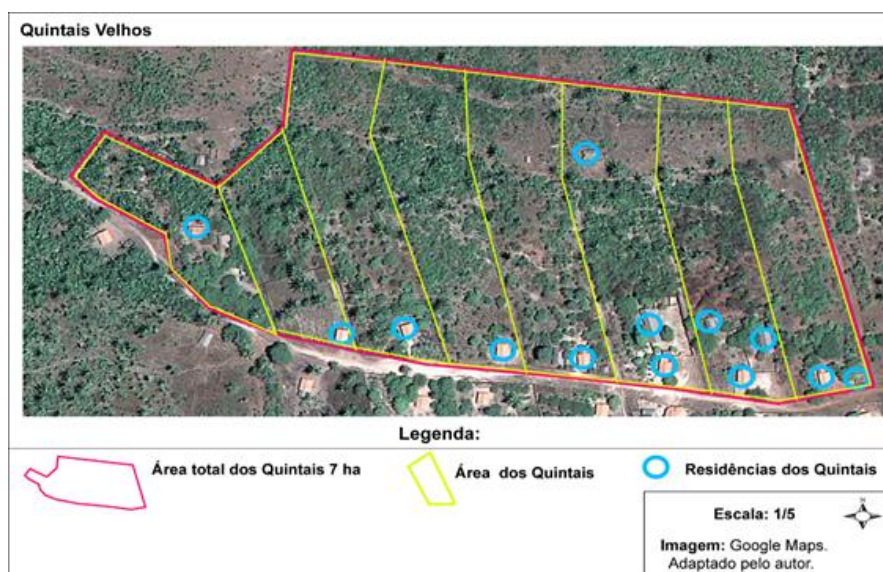 Quintais Velhos
Legenda:
Área total dos Quintais 7 ha
Área dos Quintais
Residências dos Quintais
Escala: 1/5
N
Imagem: Google Maps.
Adaptado pelo autor.